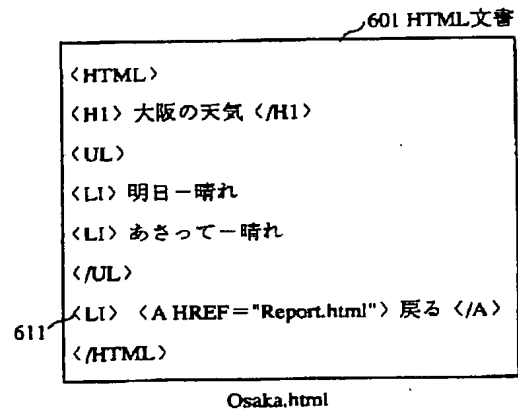 601 HTML文書
〈HTML〉
〈H1〉大阪の天気〈/H1〉
〈UL〉
〈LI〉明日－晴れ
〈LI〉あさって－晴れ
〈/UL〉
611 〈LI〉〈A HREF＝"Report.html"〉戻る〈/A〉
〈/HTML〉
Osaka.html